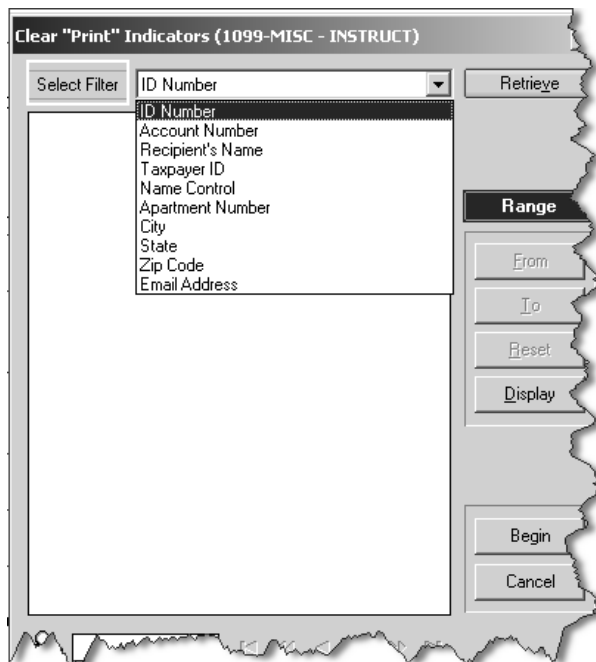 Clear "Print" Indicators (1099-MISC - INSTRUCT)
Select Filter ID Number Retrieve
ID Number
Account Number
Recipient's Name
Taxpayer ID
Name Control
Apartment Number
City
State
Zip Code
Email Address
Range
From
To
Reset
Display
Begin
Cancel